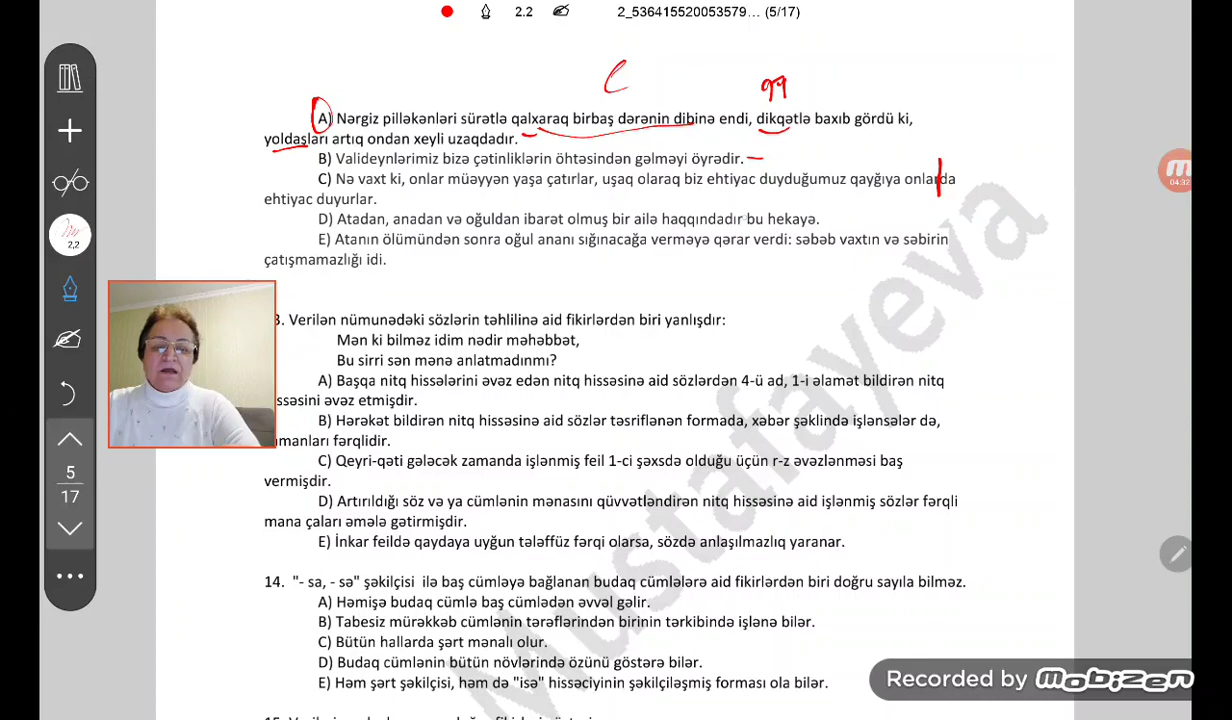 2.2 2_536415520053579... (5/17)
C
qq
A) Nərgiz pilləkənləri sürətlə qalxaraq birbaş dərənin dibinə endi, dikqətlə baxıb gördü ki,
yoldaşları artıq ondan xeyli uzaqdadır.
B) Valideynlərimiz bizə çətinliklərin öhtəsindən gəlməyi öyrədir.
C) Nə vaxt ki, onlar müəyyən yaşa çatırlar, uşaq olaraq biz ehtiyac duyduğumuz qayğıya onlarda
ehtiyac duyurlar.
D) Atadan, anadan və oğuldan ibarət olmuş bir ailə haqqındadır bu hekayə.
E) Atanın ölümündən sonra oğul ananı sığınacağa verməyə qərar verdi: səbəb vaxtın və səbirin
çatışmamazlığı idi.
3. Verilən nümunədəki sözlərin təhlilinə aid fikirlərdən biri yanlışdır:
Mən ki bilməz idim nədir məhəbbət,
Bu sirri sən mənə anlatmadınmı?
A) Başqa nitq hissələrini əvəz edən nitq hissəsinə aid sözlərdən 4-ü ad, 1-i əlamət bildirən nitq
ssəsini əvəz etmişdir.
B) Hərəkət bildirən nitq hissəsinə aid sözlər təsriflənən formada, xəbər şəklində işlənsələr də,
amanları fərqlidir.
C) Qeyri-qəti gələcək zamanda işlənmiş feil 1-ci şəxsdə olduğu üçün r-z əvəzlənməsi baş
vermişdir.
D) Artırıldığı söz və ya cümlənin mənasını qüvvətləndirən nitq hissəsinə aid işlənmiş sözlər fərqli
mana çaları əmələ gətirmişdir.
E) İnkar feildə qaydaya uyğun tələffüz fərqi olarsa, sözdə anlaşılmazlıq yaranar.
14. "- sa, - sə" şəkilçisi ilə baş cümləyə bağlanan budaq cümlələrə aid fikirlərdən biri doğru sayıla bilməz.
A) Həmişə budaq cümlə baş cümlədən əvvəl gəlir.
B) Tabesiz mürəkkəb cümlənin tərəflərindən birinin tərkibində işlənə bilər.
C) Bütün hallarda şərt mənalı olur.
D) Budaq cümlənin bütün növlərində özünü göstərə bilər.
E) Həm şərt şəkilçisi, həm də "isə" hissəciyinin şəkilçiləşmiş forması ola bilər.
Mustafayeva
2,2
5
17
04:32
Recorded by mobizen